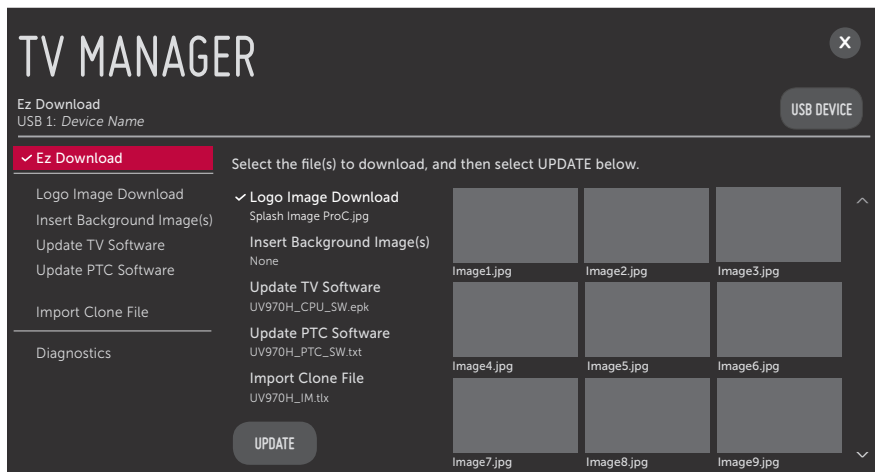 TV MANAGER
X
Ez Download
USB 1: Device Name
USB DEVICE
Ez Download
Logo Image Download
Insert Background Image(s)
Update TV Software
Update PTC Software
Import Clone File
Diagnostics
Select the file(s) to download, and then select UPDATE below.
Logo Image Download
Splash Image ProC.jpg
Insert Background Image(s)
None
Update TV Software
UV970H_CPU_SW.epk
Update PTC Software
UV970H_PTC_SW.txt
Import Clone File
UV970H_IM.tlx
UPDATE
Image1.jpg
Image2.jpg
Image3.jpg
Image4.jpg
Image5.jpg
Image6.jpg
Image7.jpg
Image8.jpg
Image9.jpg